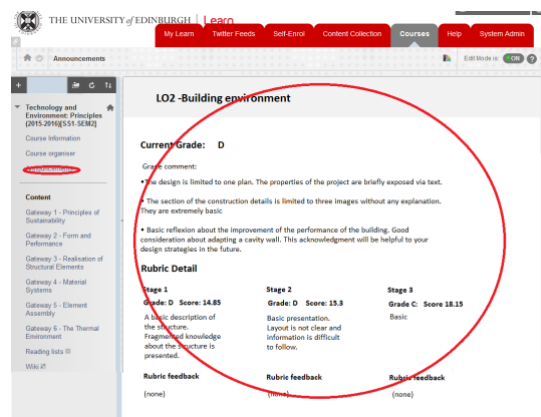 THE UNIVERSITY of EDINBURGH
Learn
My Learn
Twitter Feeds
Self-Enrol
Content Collection
Courses
Help
System Admin
Announcements
Edit Mode is: ON ?
Technology and
Environment: Principles
(2015-2016)[SS1-SEM2]
Course Information
Course organiser
Content
Gateway 1 - Principles of
Sustainability
Gateway 2 - Form and
Performance
Gateway 3 - Realisation of
Structural Elements
Gateway 4 - Material
Systems
Gateway 5 - Element
Assembly
Gateway 6 - The Thermal
Environment
Reading lists
Wiki
LO2 -Building environment
Current Grade: D
Grade comment:
•The design is limited to one plan. The properties of the project are briefly exposed via text.
• The section of the construction details is limited to three images without any explanation.
They are extremely basic
• Basic reflexion about the improvement of the performance of the building. Good
consideration about adapting a cavity wall. This acknowledgment will be helpful to your
design strategies in the future.
Rubric Detail
Stage 1
Grade: D Score: 14.85
A basic description of
the structure.
Fragmented knowledge
about the structure is
presented.
Rubric feedback
(none)
Stage 2
Grade: D Score: 15.3
Basic presentation.
Layout is not clear and
information is difficult
to follow.
Rubric feedback
(none)
Stage 3
Grade C: Score 18.15
Basic
Rubric feedback
(none)